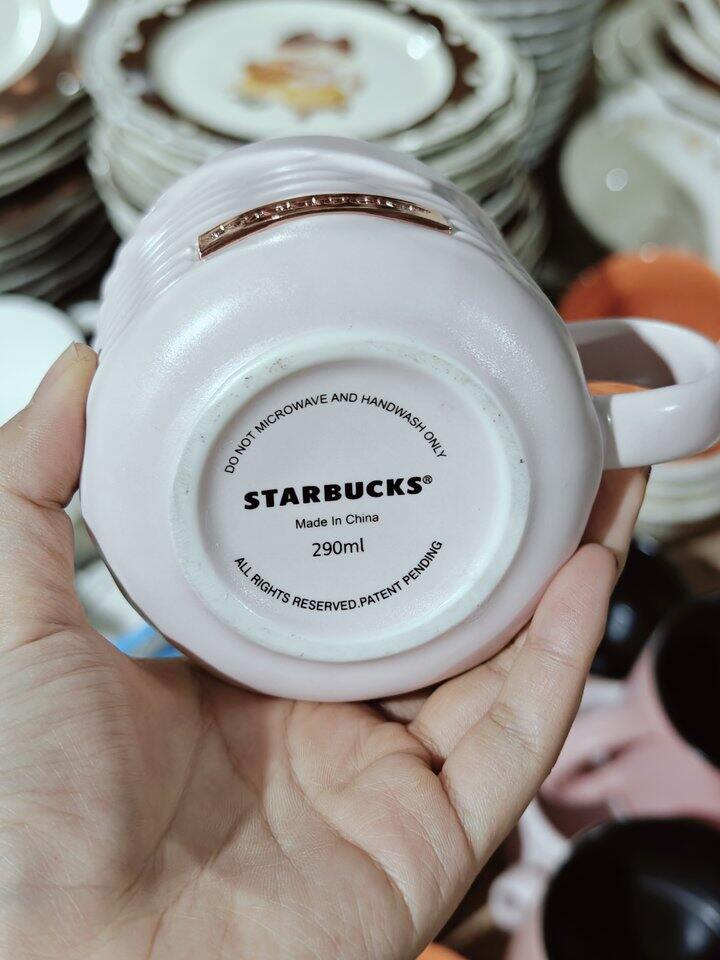 DO NOT MICROWAVE AND HANDWASH ONLY
STARBUCKS®
Made In China
290ml
ALL RIGHTS RESERVED.PATENT PENDING